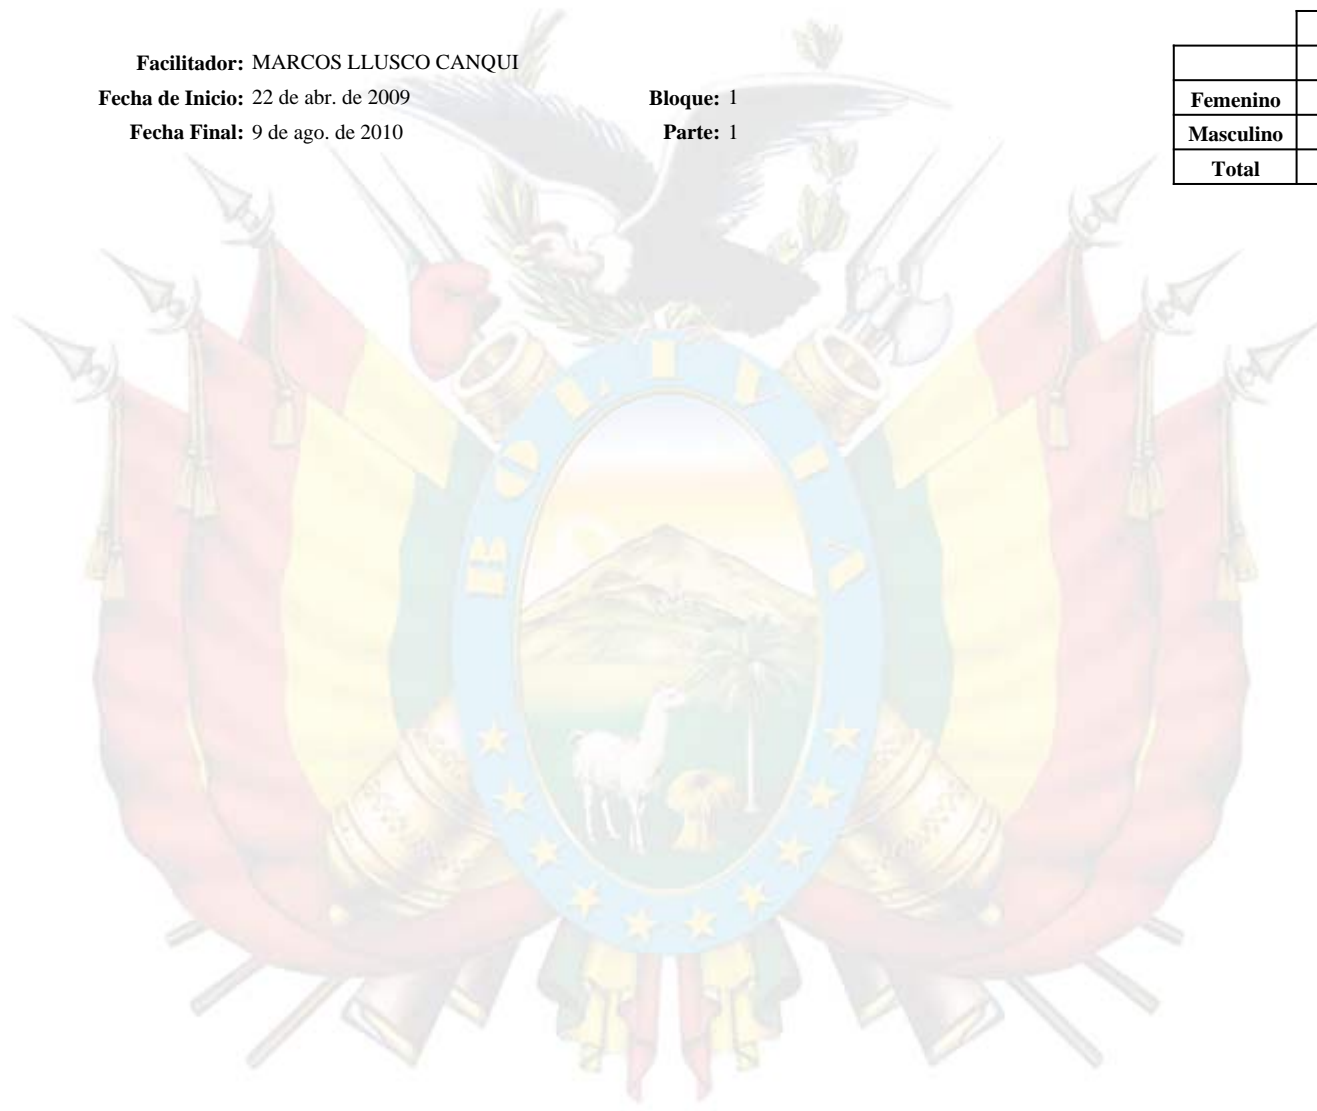 Facilitador: MARCOS LLUSCO CANQUI
Fecha de Inicio: 22 de abr. de 2009 Bloque: 1
Fecha Final: 9 de ago. de 2010 Parte: 1
Femenino
Masculino
Total
BOLIVIA